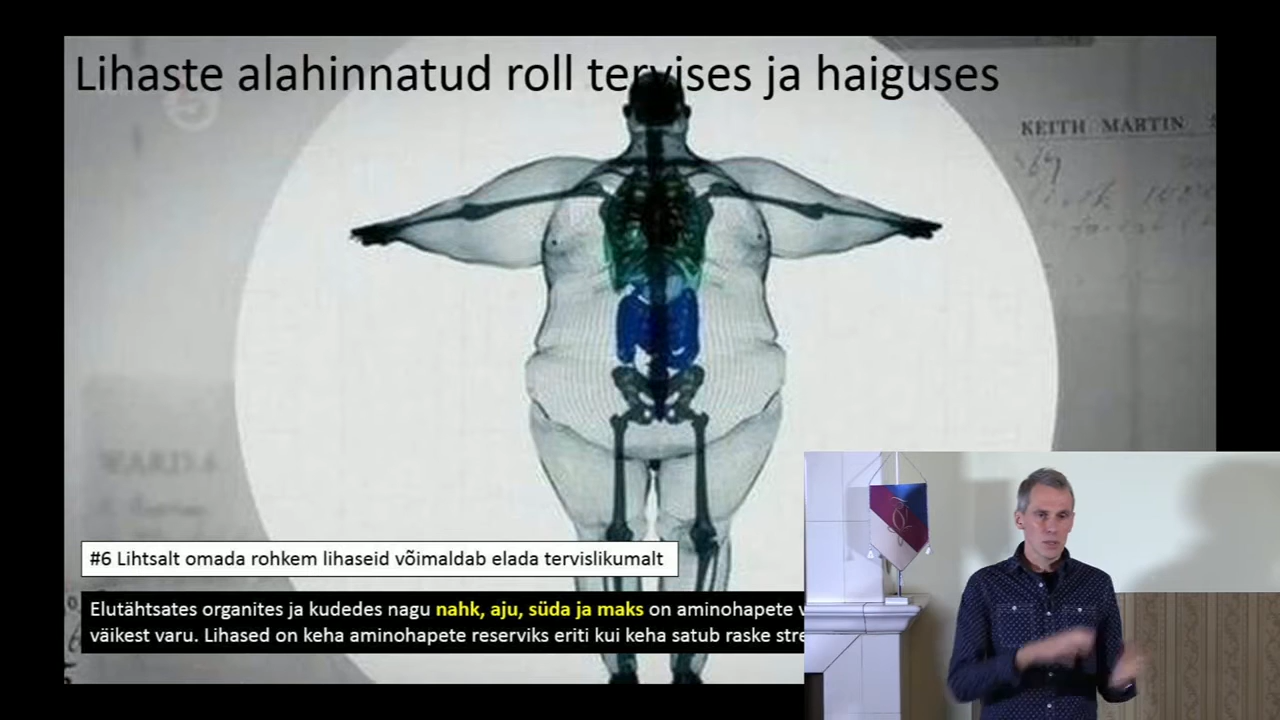 Lihaste alahinnatud roll tervises ja haiguses
KEITH MARTIN
WARD
#6 Lihtsalt omada rohkem lihaseid võimaldab elada tervislikumalt
Elutähtsates organites ja kudedes nagu nahk, aju, süda ja maks on aminohapete
väikest varu. Lihased on keha aminohapete reserviks eriti kui keha satub raske